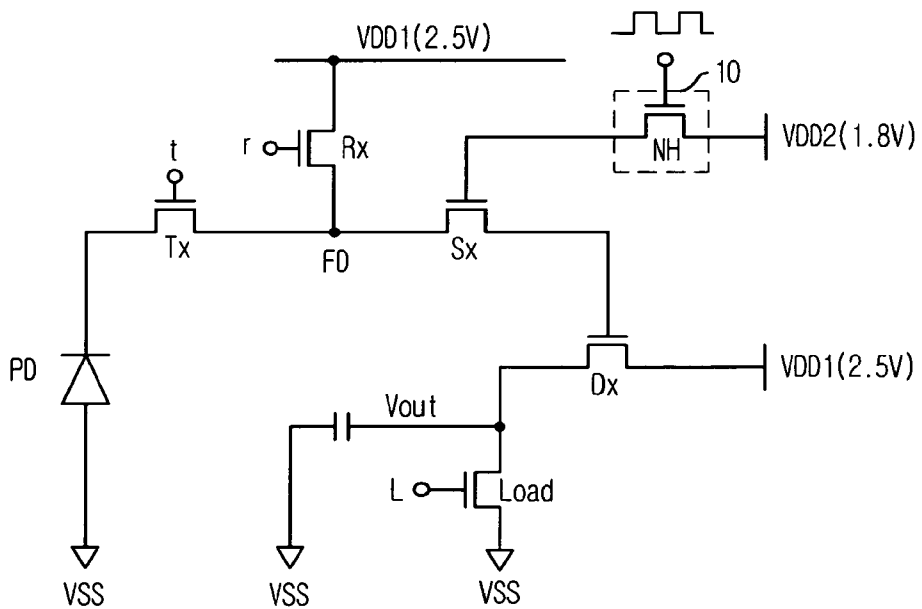 VDD1(2.5V)
10
r
Rx
NH
VDD2(1.8V)
t
Tx
FD
Sx
PD
Dx
VDD1(2.5V)
Vout
L
Load
VSS
VSS
VSS